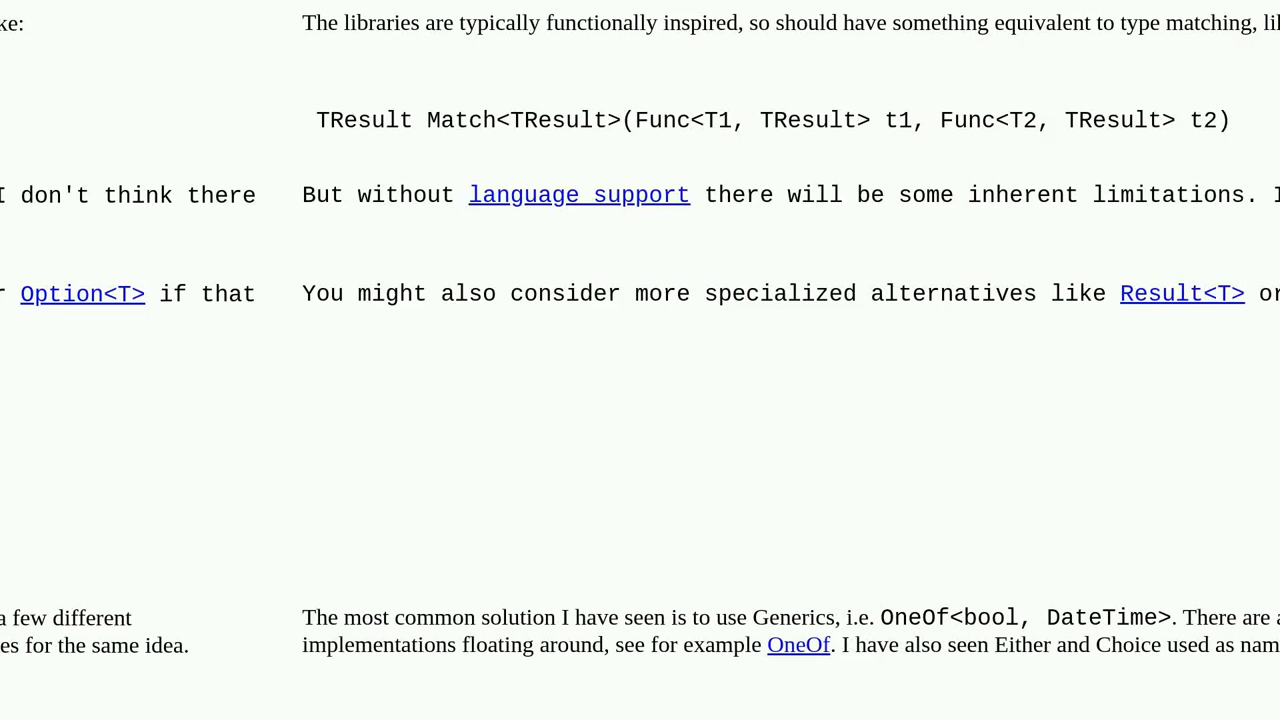 The libraries are typically functionally inspired, so should have something equivalent to type matching, like:
TResult Match<TResult>(Func<T1, TResult> t1, Func<T2, TResult> t2)
But without language support there will be some inherent limitations. I don't think there
You might also consider more specialized alternatives like Result<T> or Option<T> if that
The most common solution I have seen is to use Generics, i.e. OneOf<bool, DateTime>. There are a few different
implementations floating around, see for example OneOf. I have also seen Either and Choice used as names for the same idea.